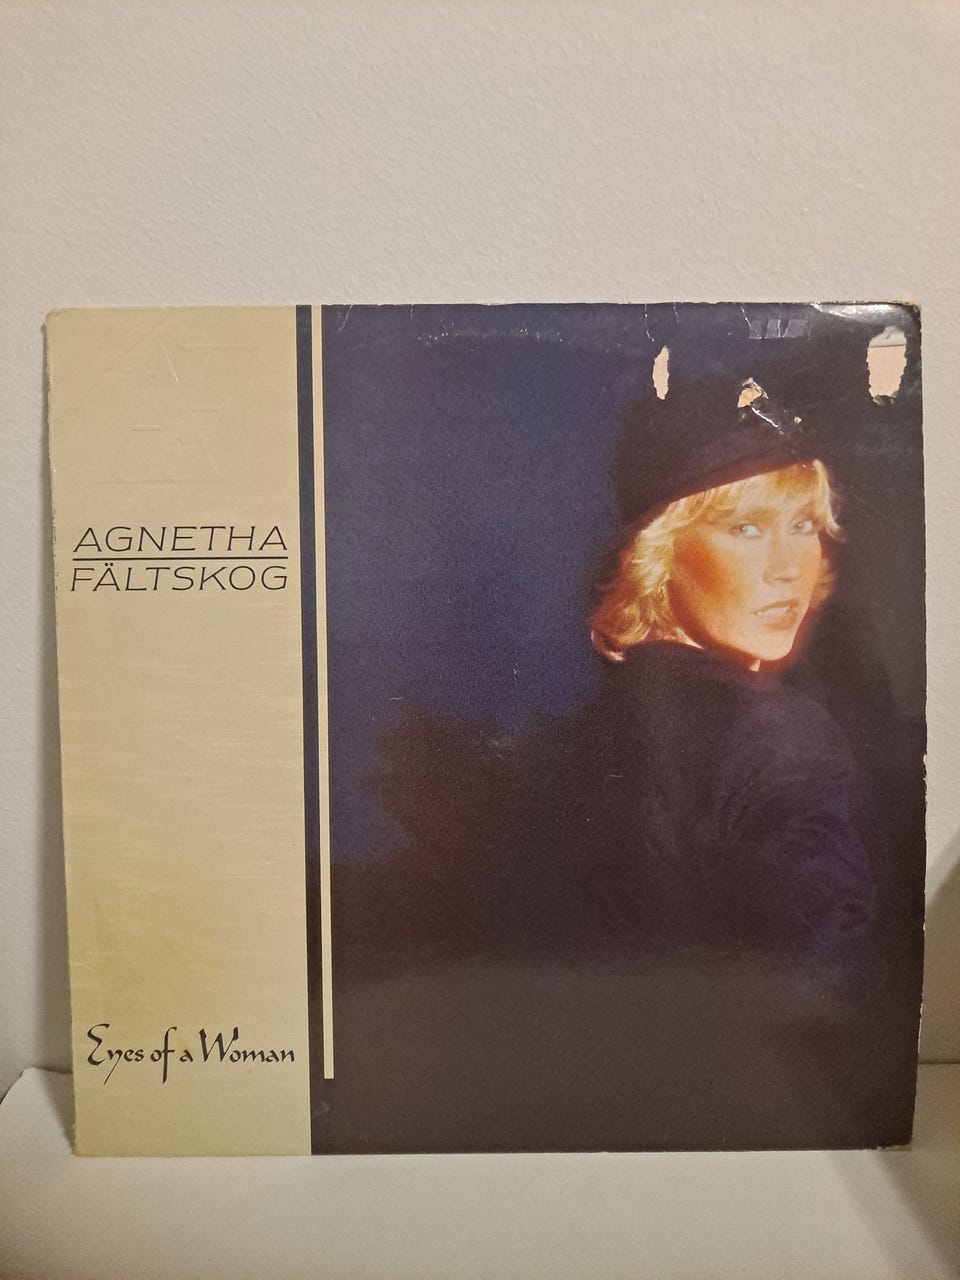 AGNETHA
FÄLTSKOG
Eyes of a Woman